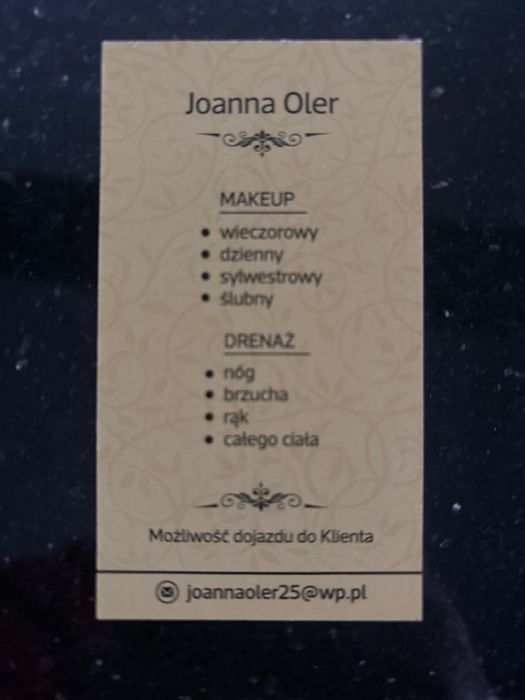 Joanna Oler
MAKEUP
• wieczorowy
• dzienny
• sylwestrowy
• ślubny
DRENAŻ
• nóg
• brzucha
• rąk
• całego ciała
Możliwość dojazdu do Klienta
joannaoler25@wp.pl